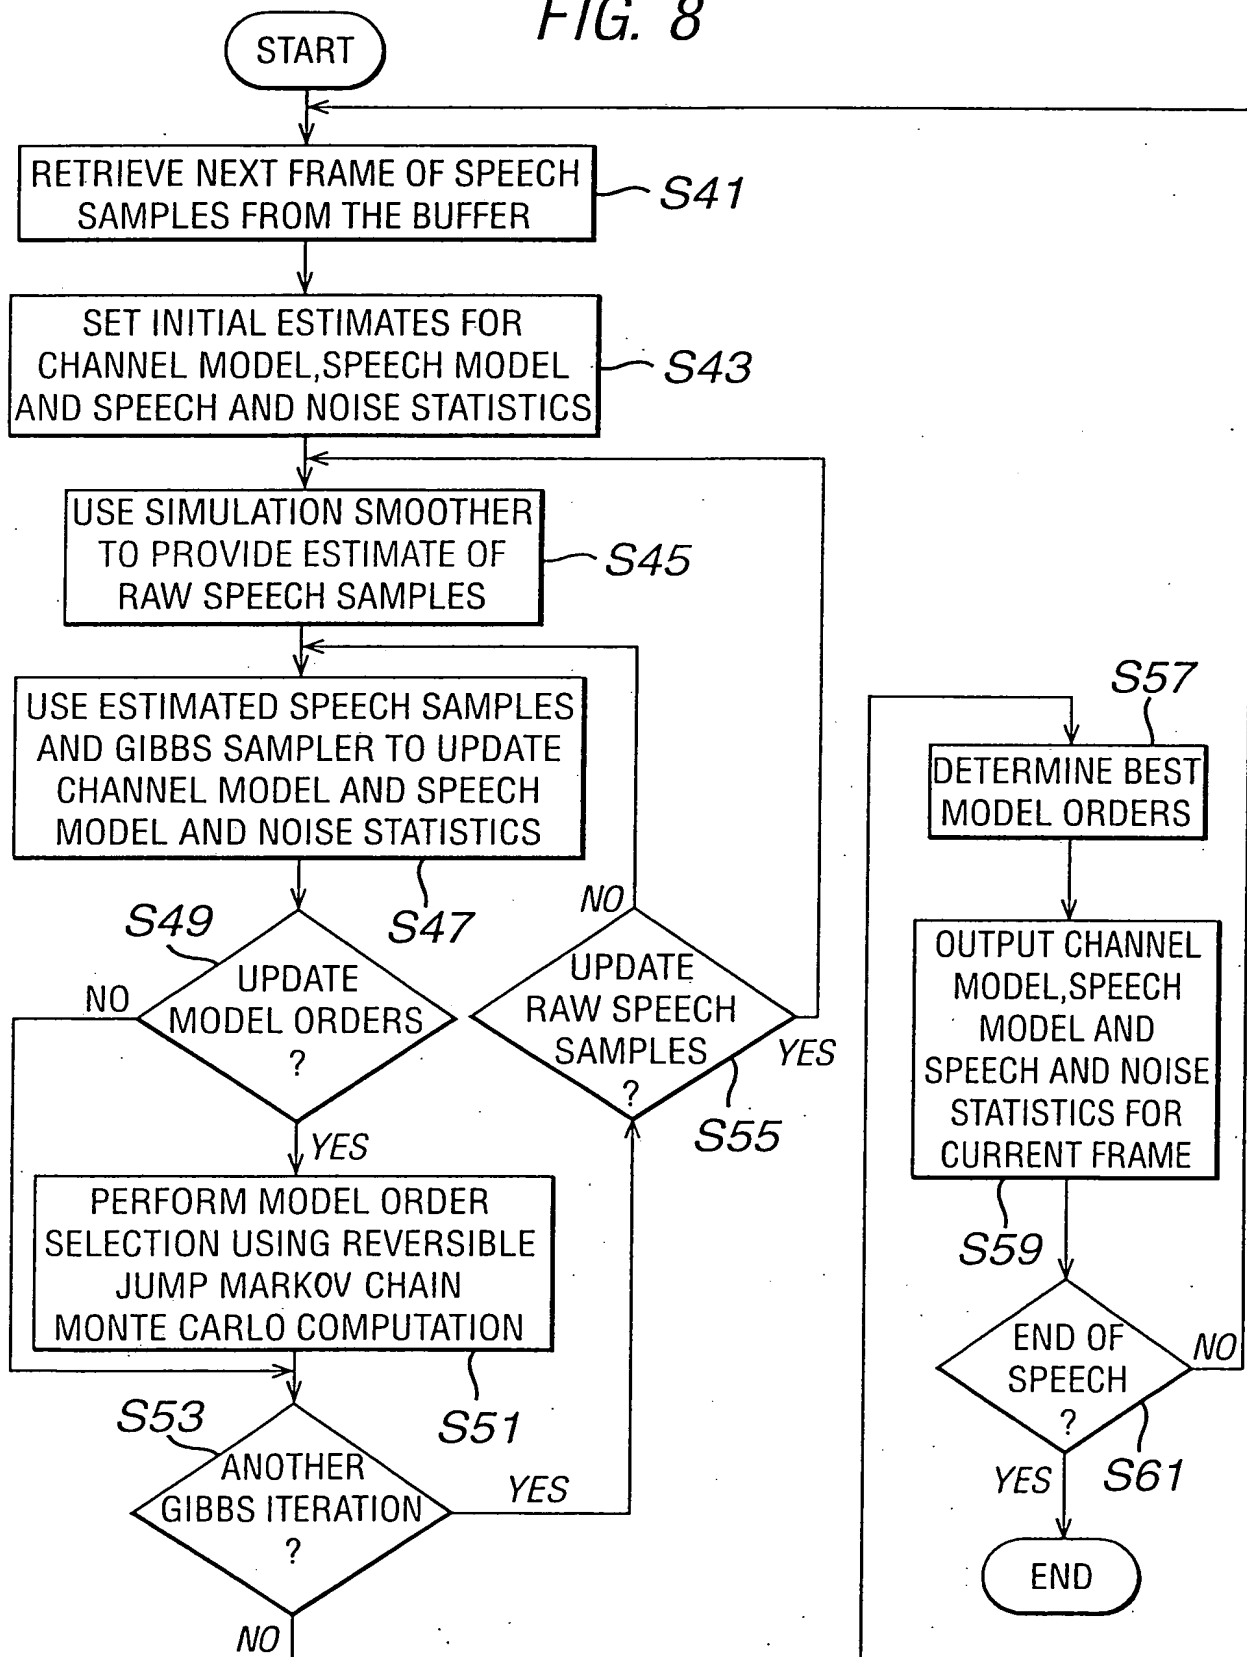 FIG. 8
START
RETRIEVE NEXT FRAME OF SPEECH
SAMPLES FROM THE BUFFER
S41
SET INITIAL ESTIMATES FOR
CHANNEL MODEL,SPEECH MODEL
AND SPEECH AND NOISE STATISTICS
S43
USE SIMULATION SMOOTHER
TO PROVIDE ESTIMATE OF
RAW SPEECH SAMPLES
S45
USE ESTIMATED SPEECH SAMPLES
AND GIBBS SAMPLER TO UPDATE
CHANNEL MODEL AND SPEECH
MODEL AND NOISE STATISTICS
S47
S49
UPDATE
MODEL ORDERS
?
NO
YES
PERFORM MODEL ORDER
SELECTION USING REVERSIBLE
JUMP MARKOV CHAIN
MONTE CARLO COMPUTATION
S51
S53
ANOTHER
GIBBS ITERATION
?
YES
NO
NO
UPDATE
RAW SPEECH
SAMPLES
?
YES
S55
S57
DETERMINE BEST
MODEL ORDERS
OUTPUT CHANNEL
MODEL,SPEECH
MODEL AND
SPEECH AND NOISE
STATISTICS FOR
CURRENT FRAME
S59
END OF
SPEECH
?
NO
S61
YES
END